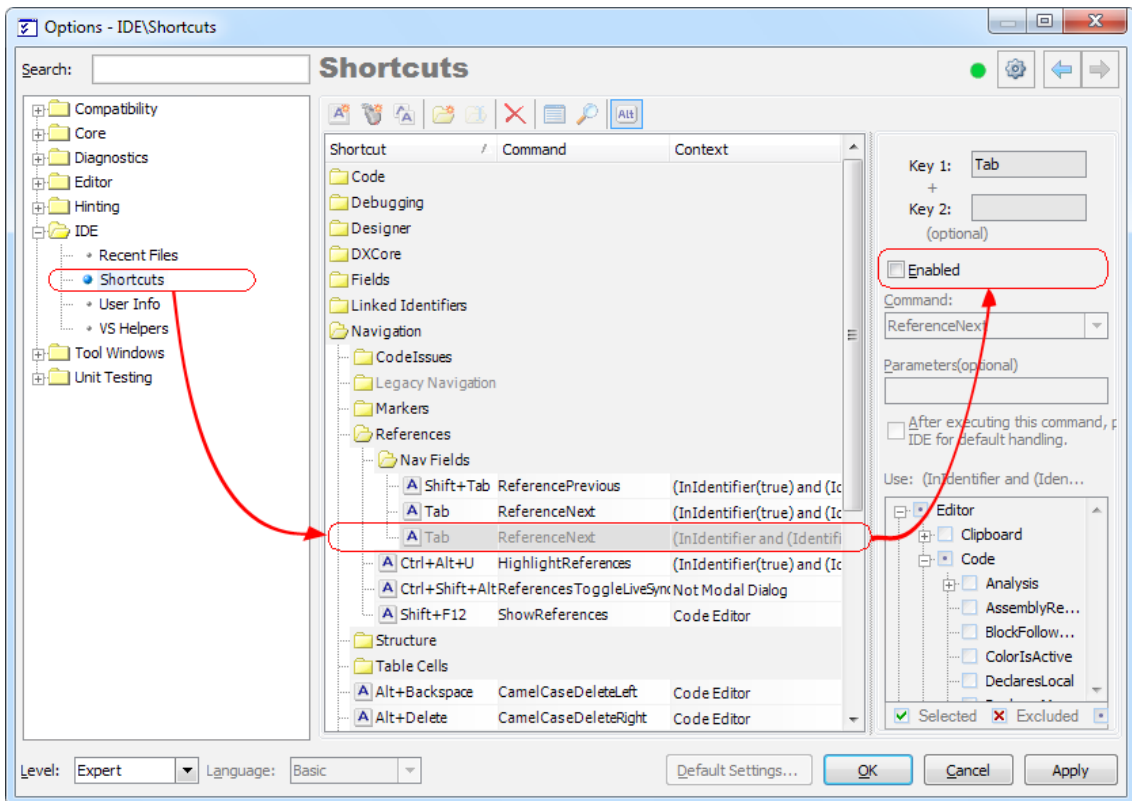 Options - IDE\Shortcuts
Search:
Shortcuts
Compatibility
Core
Diagnostics
Editor
Hinting
IDE
Recent Files
Shortcuts
User Info
VS Helpers
Tool Windows
Unit Testing
Alt
Shortcut / Command Context
Code
Debugging
Designer
DXCore
Fields
Linked Identifiers
Navigation
CodeIssues
Legacy Navigation
Markers
References
Nav Fields
A Shift+Tab ReferencePrevious (InIdentifier(true) and (Id
A Tab ReferenceNext (InIdentifier(true) and (Id
A Tab ReferenceNext (InIdentifier and (Identifi
A Ctrl+Alt+U HighlightReferences (InIdentifier(true) and (Id
A Ctrl+Shift+Alt ReferencesToggleLiveSync Not Modal Dialog
A Shift+F12 ShowReferences Code Editor
Structure
Table Cells
A Alt+Backspace CamelCaseDeleteLeft Code Editor
A Alt+Delete CamelCaseDeleteRight Code Editor
Key 1: Tab
+
Key 2:
(optional)
Enabled
Command:
ReferenceNext
Parameters(optional)
After executing this command, p
IDE for default handling.
Use: (InIdentifier and (Iden...
Editor
Clipboard
Code
Analysis
AssemblyRe...
BlockFollow...
ColorIsActive
DeclaresLocal
Selected Excluded
Level: Expert Language: Basic Default Settings... OK Cancel Apply